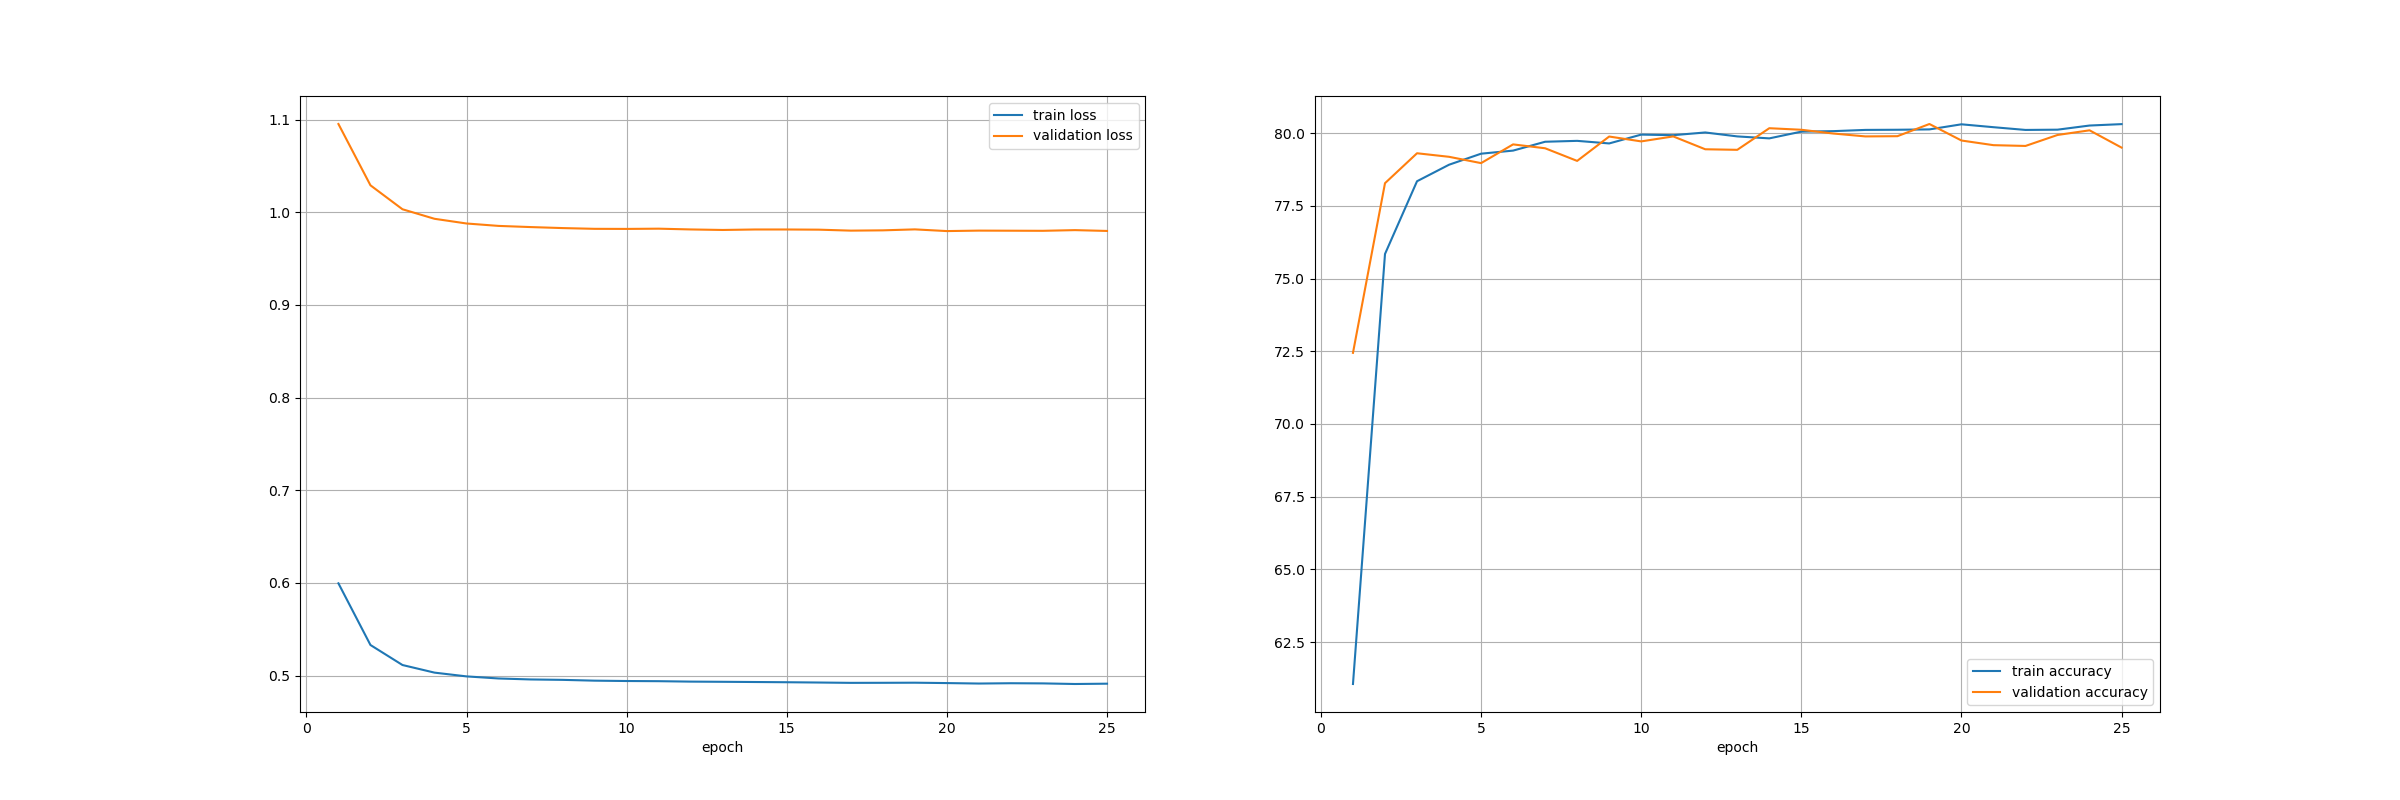 train loss
validation loss
1.1
1.0
0.9
0.8
0.7
0.6
0.5
0 5 10 15 20 25
epoch
80.0
77.5
75.0
72.5
70.0
67.5
65.0
62.5
train accuracy
validation accuracy
0 5 10 15 20 25
epoch